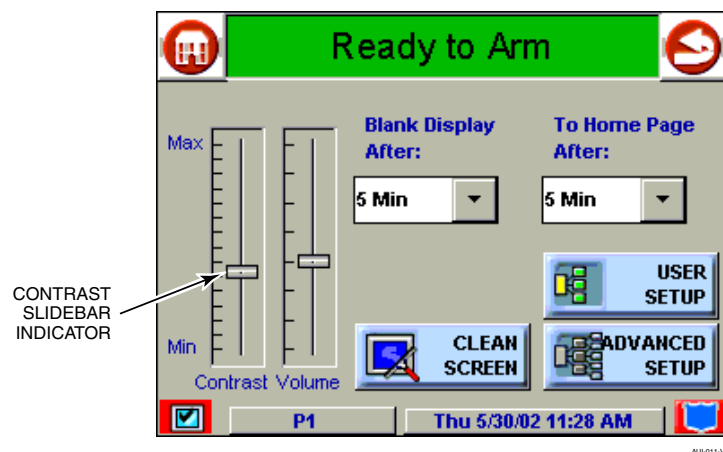 Ready to Arm
Blank Display
After:
To Home Page
After:
Max
5 Min
5 Min
CONTRAST
SLIDEBAR
INDICATOR
USER
SETUP
Min
CLEAN
SCREEN
ADVANCED
SETUP
Contrast Volume
P1
Thu 5/30/02 11:28 AM